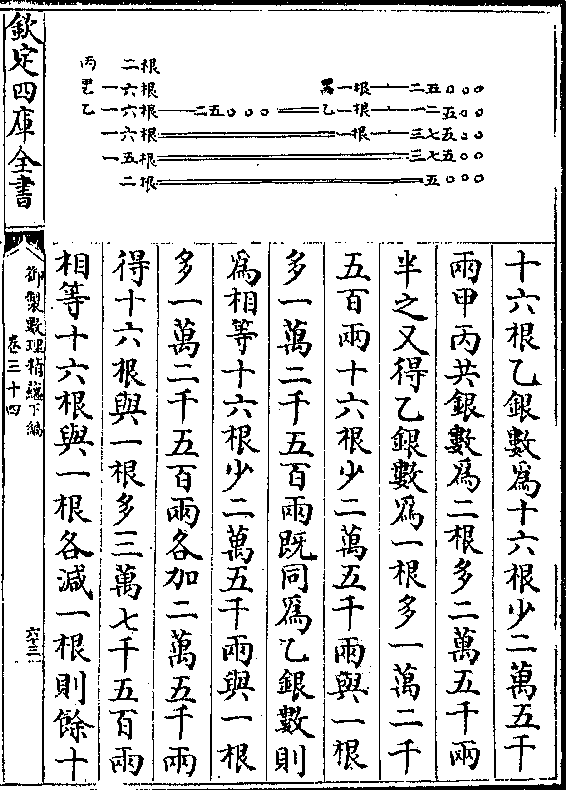 丙　二根
甲一六根　一根　二五〇〇〇
乙一六根　二五〇〇〇　乙一根　一二五〇〇
一六根　一根　三七五〇〇
一五根　三七五〇〇
二根　五〇〇〇
十六根乙銀數爲十六根少二萬五千
兩甲丙共銀數爲二根多二萬五千兩
半之又得乙銀數爲一根多一萬二千
五百兩十六根少二萬五千兩與一根
多一萬二千五百兩既同爲乙銀數則
爲相等十六根少二萬五千兩與一根
多一萬二千五百兩各加二萬五千兩
得十六根與一根多三萬七千五百兩
相等十六根與一根各減一根則餘十
欽定四庫全書
御製數理精蘊下編
卷三十四
六十三